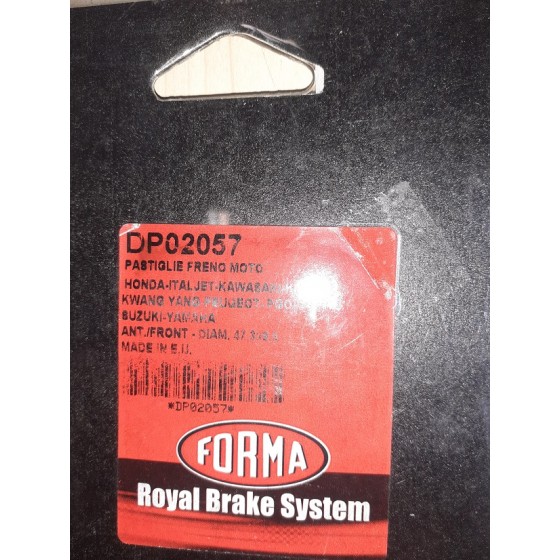 DP02057
PASTIGLIE FRENO MOTO
HONDA-ITALJET-KAWASAKI
KWANG YANG-PEUGEOT-
SUZUKI-YAMAHA
ANT./FRONT - DIAM. 47.
MADE IN E.U.
*DP02057*
FORMA
Royal Brake System